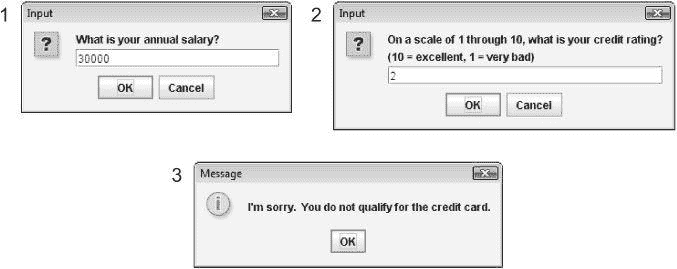 1
Input
What is your annual salary?
30000
OK Cancel
2
Input
On a scale of 1 through 10, what is your credit rating?
(10 = excellent, 1 = very bad)
2
OK Cancel
3
Message
I'm sorry. You do not qualify for the credit card.
OK